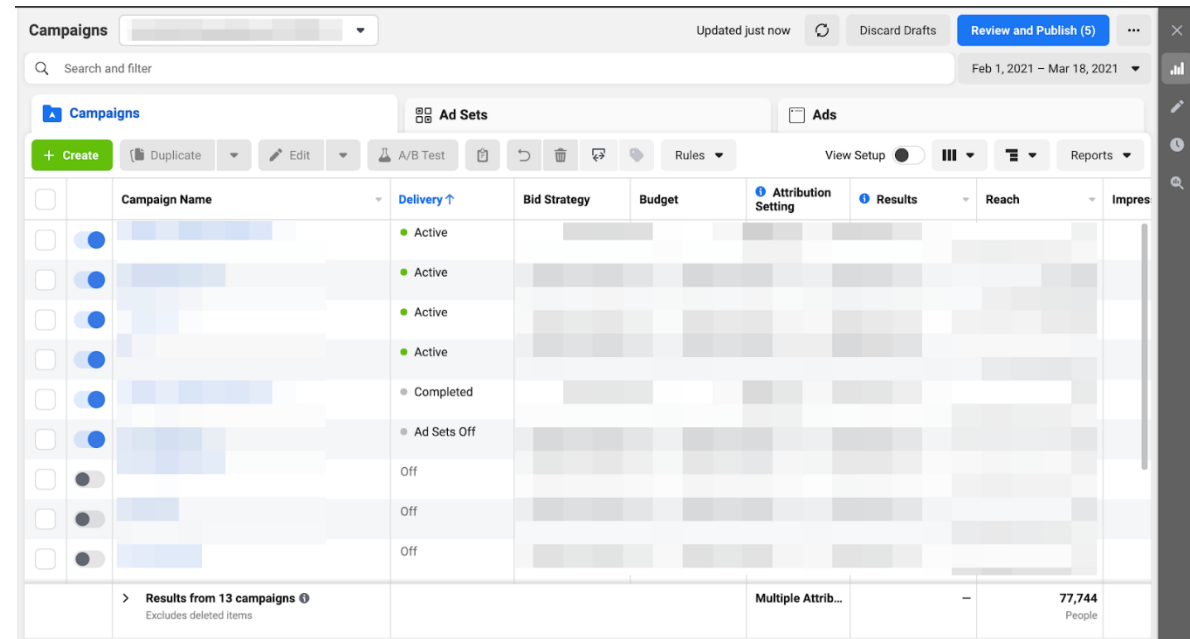 Campaigns
Updated just now
Discard Drafts
Review and Publish (5)
Search and filter
Feb 1, 2021 – Mar 18, 2021
Campaigns
Ad Sets
Ads
+ Create
Duplicate
Edit
A/B Test
Rules
View Setup
Reports
Campaign Name
Delivery ↑
Bid Strategy
Budget
Attribution
Setting
Results
Reach
Impres
Active
Active
Active
Active
Completed
Ad Sets Off
Off
Off
Off
Results from 13 campaigns
Excludes deleted items
Multiple Attrib...
—
77,744
People